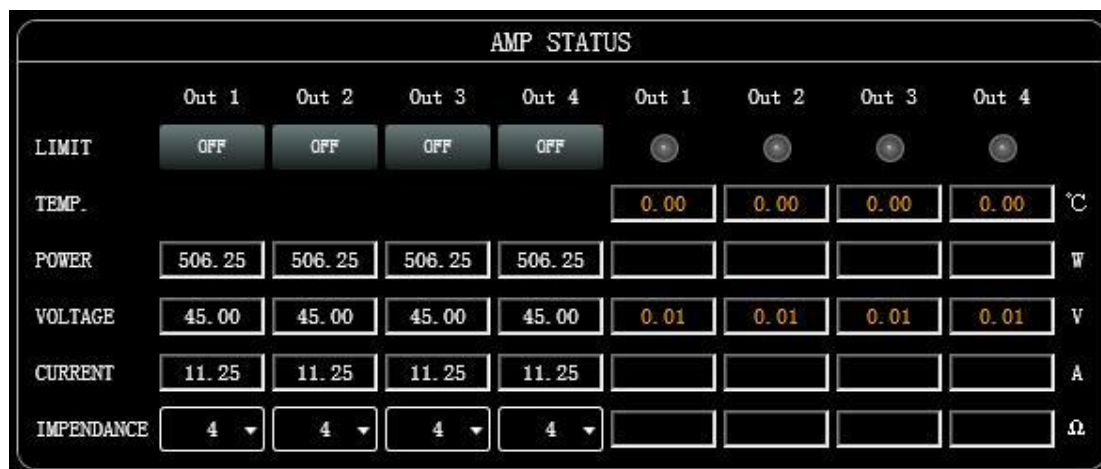 AMP STATUS
Out 1 Out 2 Out 3 Out 4 Out 1 Out 2 Out 3 Out 4
LIMIT OFF OFF OFF OFF
TEMP. 0.00 0.00 0.00 0.00 ℃
POWER 506.25 506.25 506.25 506.25 W
VOLTAGE 45.00 45.00 45.00 45.00 0.01 0.01 0.01 0.01 V
CURRENT 11.25 11.25 11.25 11.25 A
IMPENDANCE 4 4 4 4 Ω